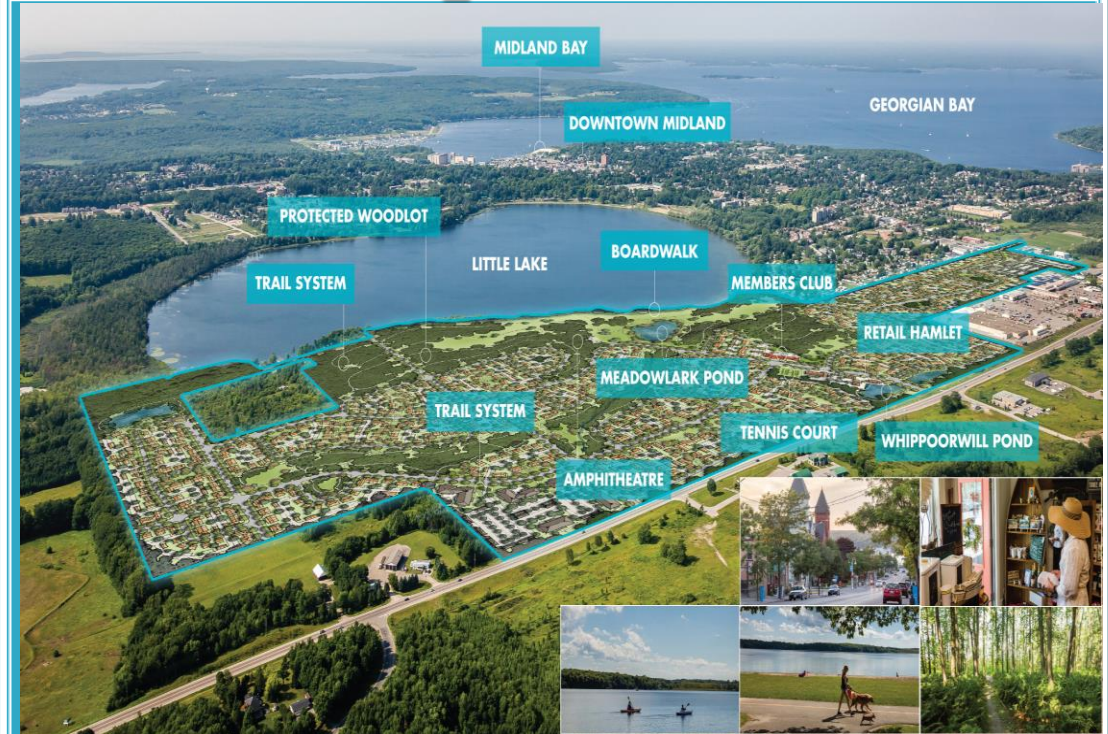 MIDLAND BAY
GEORGIAN BAY
DOWNTOWN MIDLAND
PROTECTED WOODLOT
BOARDWALK
LITTLE LAKE
TRAIL SYSTEM
MEMBERS CLUB
RETAIL HAMLET
MEADOWLARK POND
TRAIL SYSTEM
TENNIS COURT
WHIPPOORWILL POND
AMPHITHEATRE